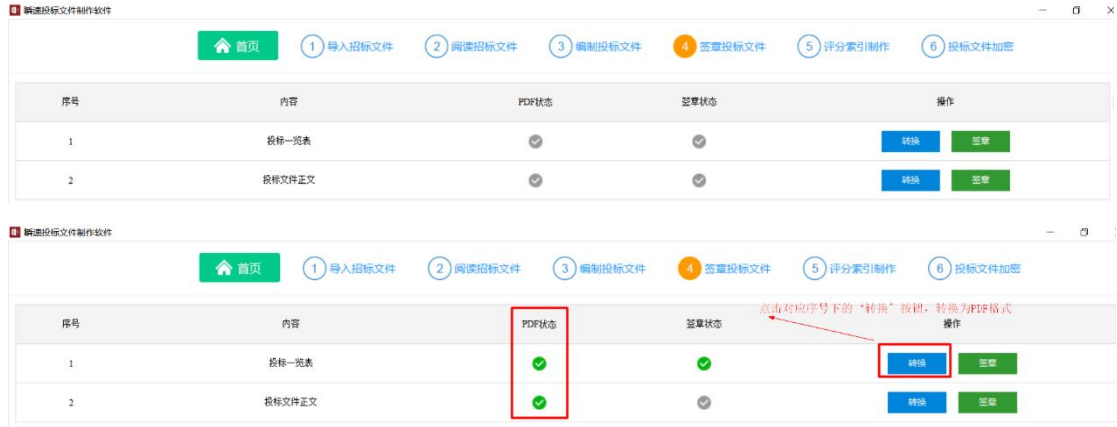 瞬速投标文件制作软件
首页 1 导入招标文件 2 阅读招标文件 3 编制投标文件 4 签章投标文件 5 评分索引制作 6 投标文件加密
序号 内容 PDF状态 签章状态 操作
1 投标一览表 转换 签章
2 投标文件正文 转换 签章
瞬速投标文件制作软件
首页 1 导入招标文件 2 阅读招标文件 3 编制投标文件 4 签章投标文件 5 评分索引制作 6 投标文件加密
点击对应序号下的‘转换’按钮,转换为PDF格式
序号 内容 PDF状态 签章状态 操作
1 投标一览表 转换 签章
2 投标文件正文 转换 签章